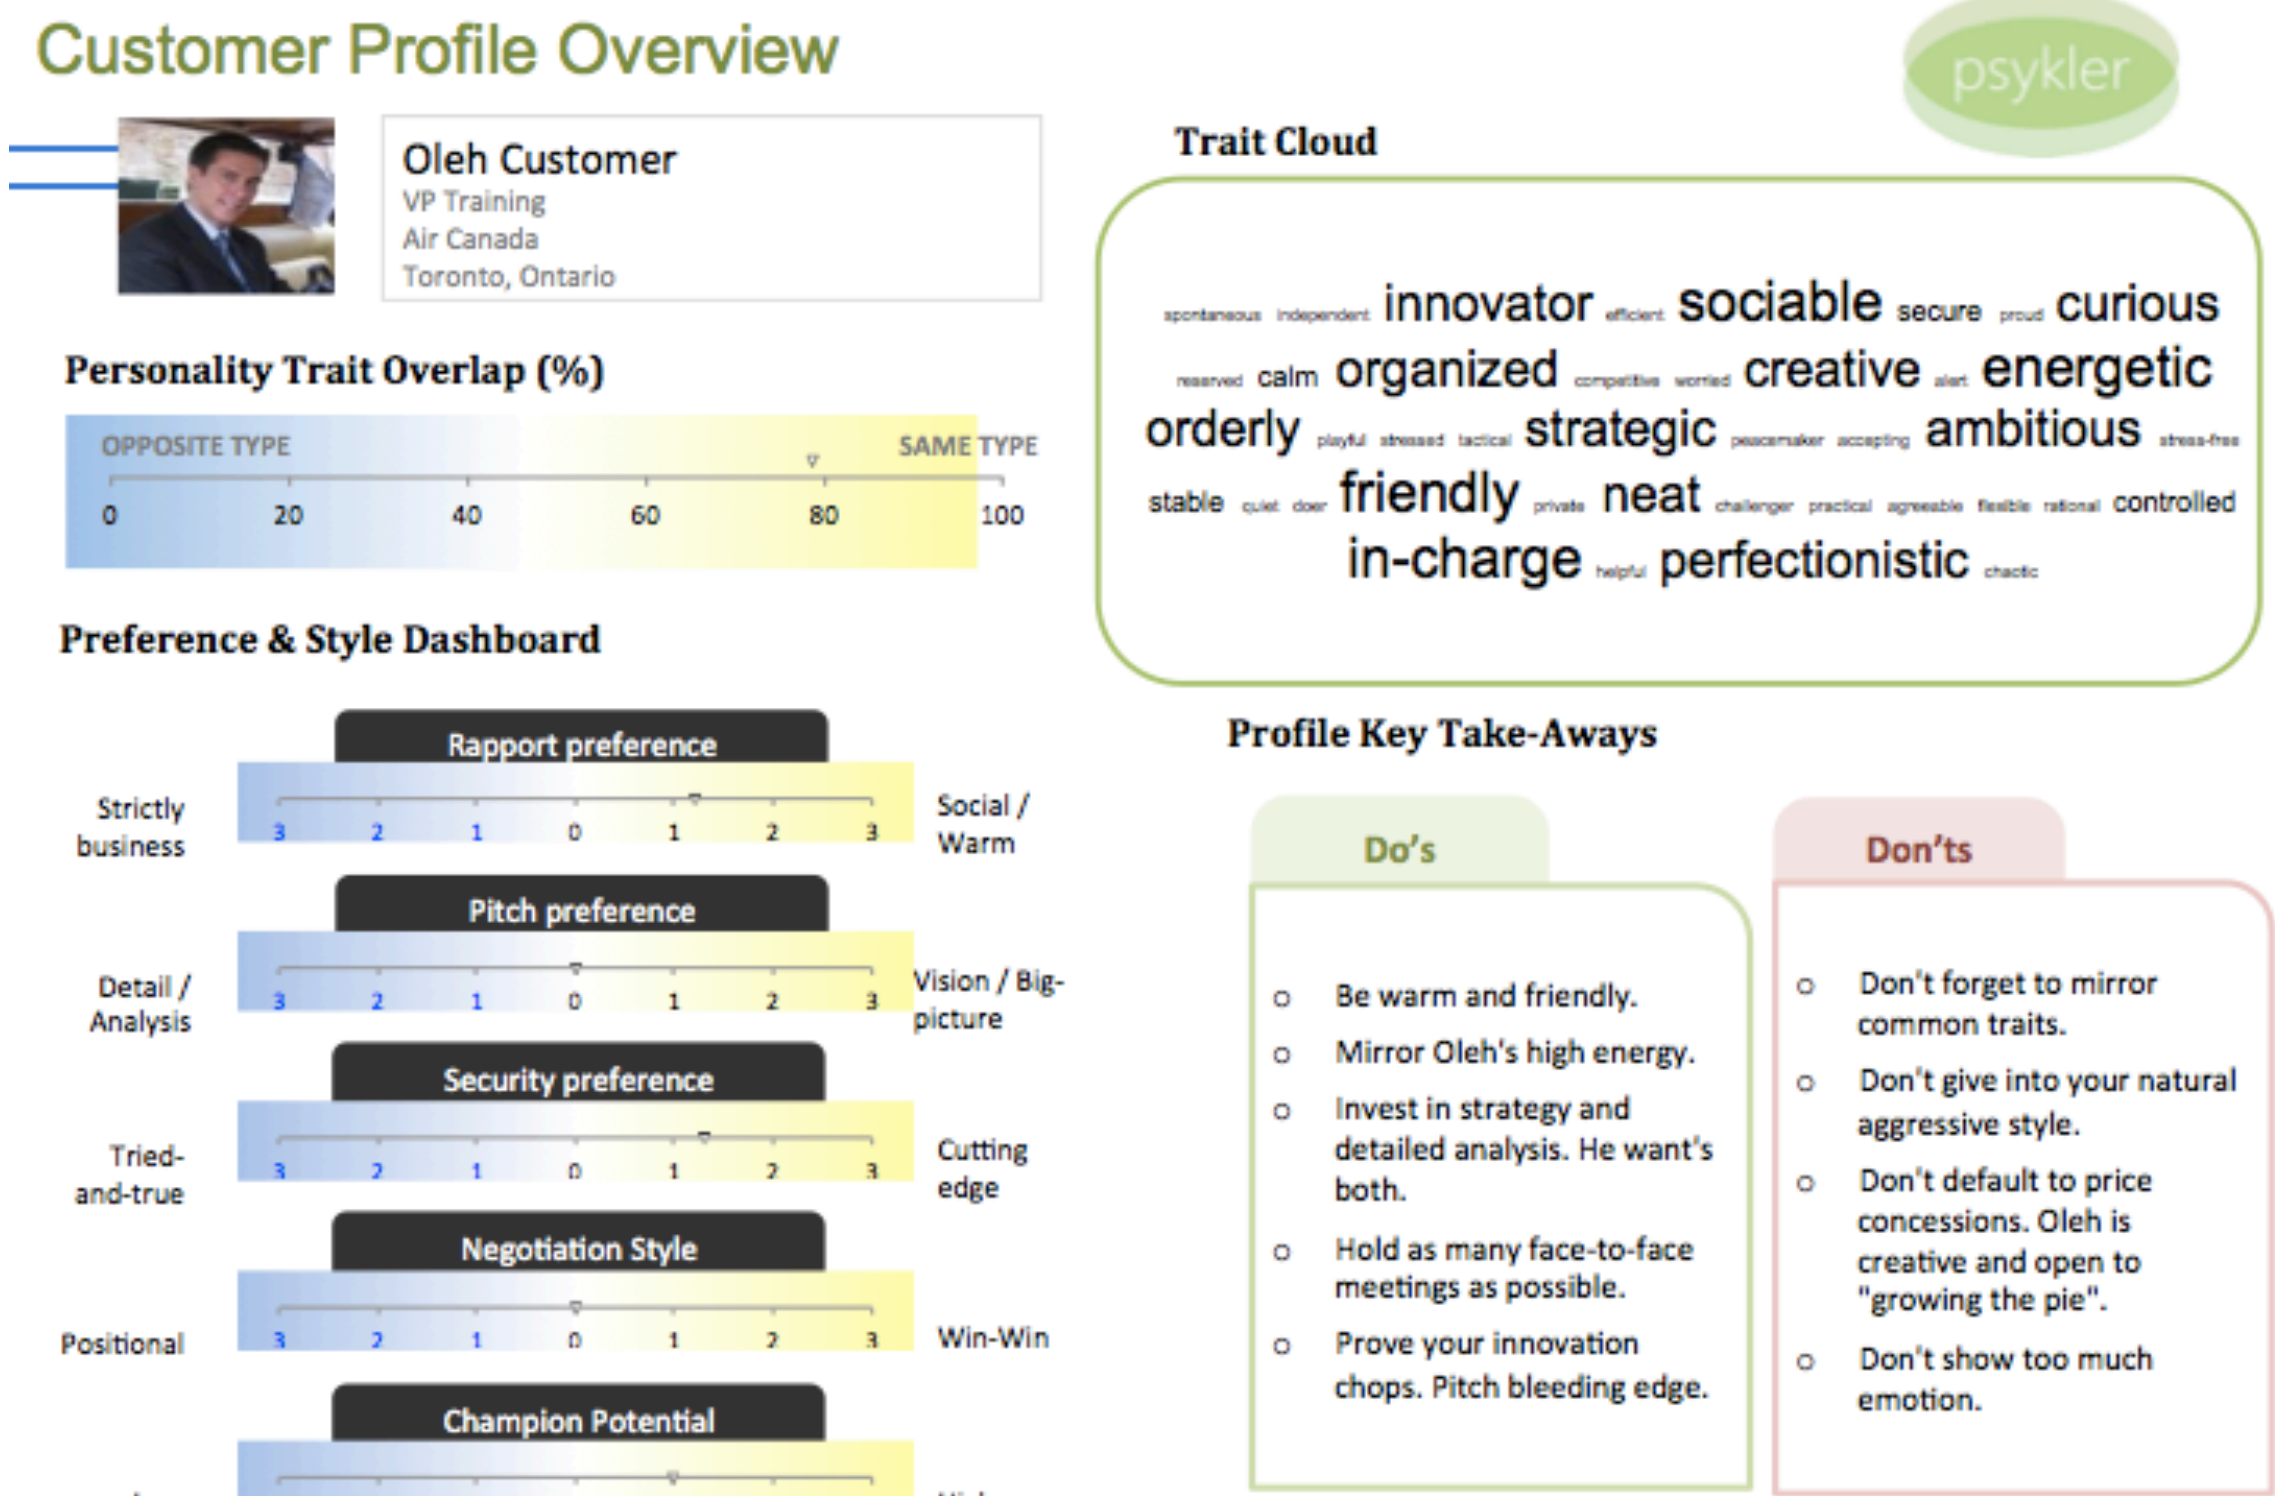 Customer Profile Overview
psykler
Oleh Customer
VP Training
Air Canada
Toronto, Ontario
Personality Trait Overlap (%)
OPPOSITE TYPE SAME TYPE
0 20 40 60 80 100
Preference & Style Dashboard
Rapport preference
Strictly
business
3 2 1 0 1 2 3
Social /
Warm
Pitch preference
Detail /
Analysis
3 2 1 0 1 2 3
Vision / Big-
picture
Security preference
Tried-
and-true
3 2 1 0 1 2 3
Cutting
edge
Negotiation Style
Positional
3 2 1 0 1 2 3
Win-Win
Champion Potential
Trait Cloud
spontaneous independent innovator efficient sociable secure proud curious
reserved calm organized competitive worried creative alert energetic
orderly playful stressed tactical strategic peacemaker accepting ambitious stress-free
stable quiet doer friendly private neat challenger practical agreeable flexible rational controlled
in-charge helpful perfectionistic chaotic
Profile Key Take-Aways
Do's
o Be warm and friendly.
o Mirror Oleh's high energy.
o Invest in strategy and
detailed analysis. He want's
both.
o Hold as many face-to-face
meetings as possible.
o Prove your innovation
chops. Pitch bleeding edge.
Don'ts
o Don't forget to mirror
common traits.
o Don't give into your natural
aggressive style.
o Don't default to price
concessions. Oleh is
creative and open to
"growing the pie".
o Don't show too much
emotion.